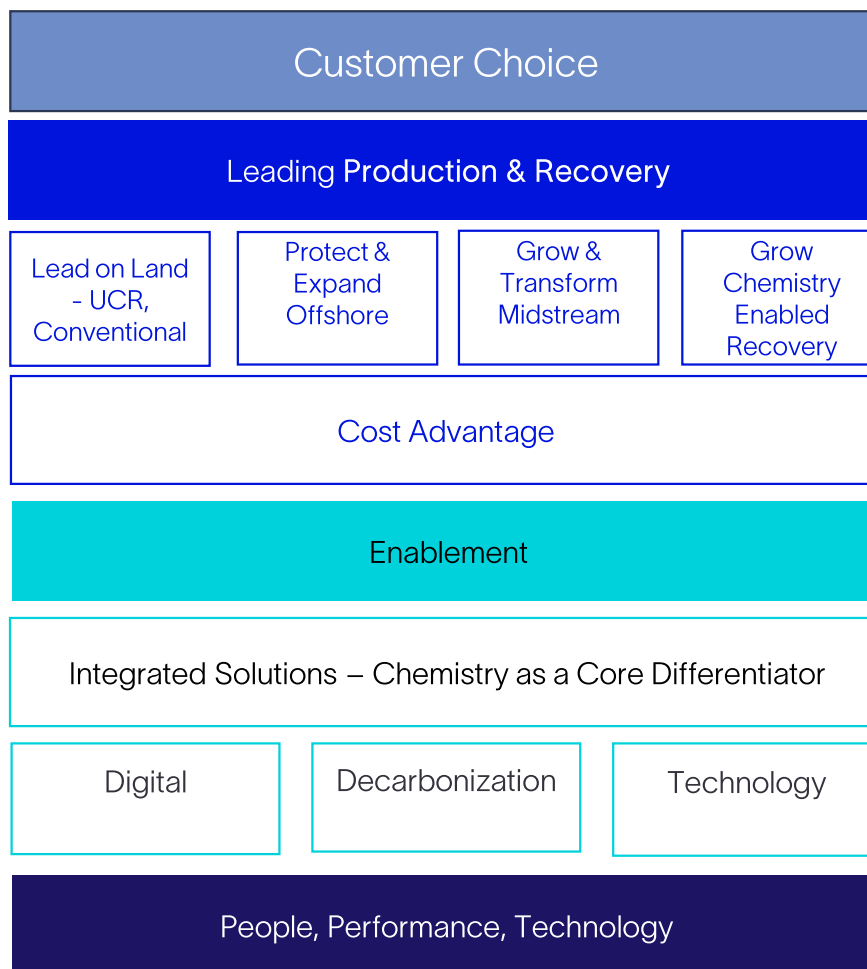 Customer Choice
Leading Production & Recovery
Lead on Land
- UCR,
Conventional
Protect &
Expand
Offshore
Grow &
Transform
Midstream
Grow
Chemistry
Enabled
Recovery
Cost Advantage
Enablement
Integrated Solutions – Chemistry as a Core Differentiator
Digital
Decarbonization
Technology
People, Performance, Technology